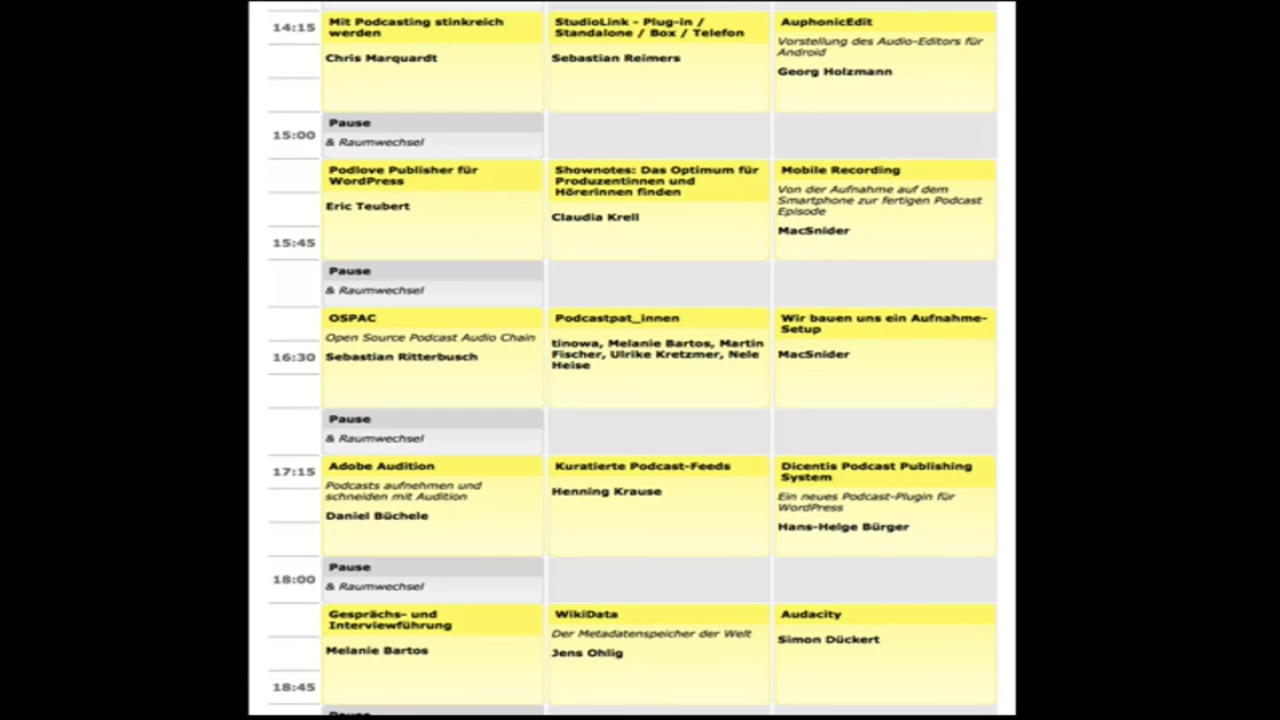 14:15
Mit Podcasting stinkreich
werden
Chris Marquardt
StudioLink - Plug-in /
Standalone / Box / Telefon
Sebastian Reimers
AuphonicEdit
Vorstellung des Audio-Editors für
Android
Georg Holzmann
15:00
Pause
& Raumwechsel
Podlove Publisher für
WordPress
Eric Teubert
Shownotes: Das Optimum für
Produzentinnen und
Hörerinnen finden
Claudia Krell
Mobile Recording
Von der Aufnahme auf dem
Smartphone zur fertigen Podcast
Episode
MacSnider
15:45
Pause
& Raumwechsel
OSPAC
Open Source Podcast Audio Chain
Sebastian Ritterbusch
Podcastpat_innen
tinowa, Melanie Bartos, Martin
Fischer, Ulrike Kretzmer, Nele
Heise
Wir bauen uns ein Aufnahme-
Setup
MacSnider
16:30
Pause
& Raumwechsel
17:15
Adobe Audition
Podcasts aufnehmen und
schneiden mit Audition
Daniel Büchele
Kuratierte Podcast-Feeds
Henning Krause
Dicentis Podcast Publishing
System
Ein neues Podcast-Plugin für
WordPress
Hans-Helge Bürger
18:00
Pause
& Raumwechsel
Gesprächs- und
Interviewführung
Melanie Bartos
WikiData
Der Metadatenspeicher der Welt
Jens Ohlig
Audacity
Simon Dückert
18:45
Pause